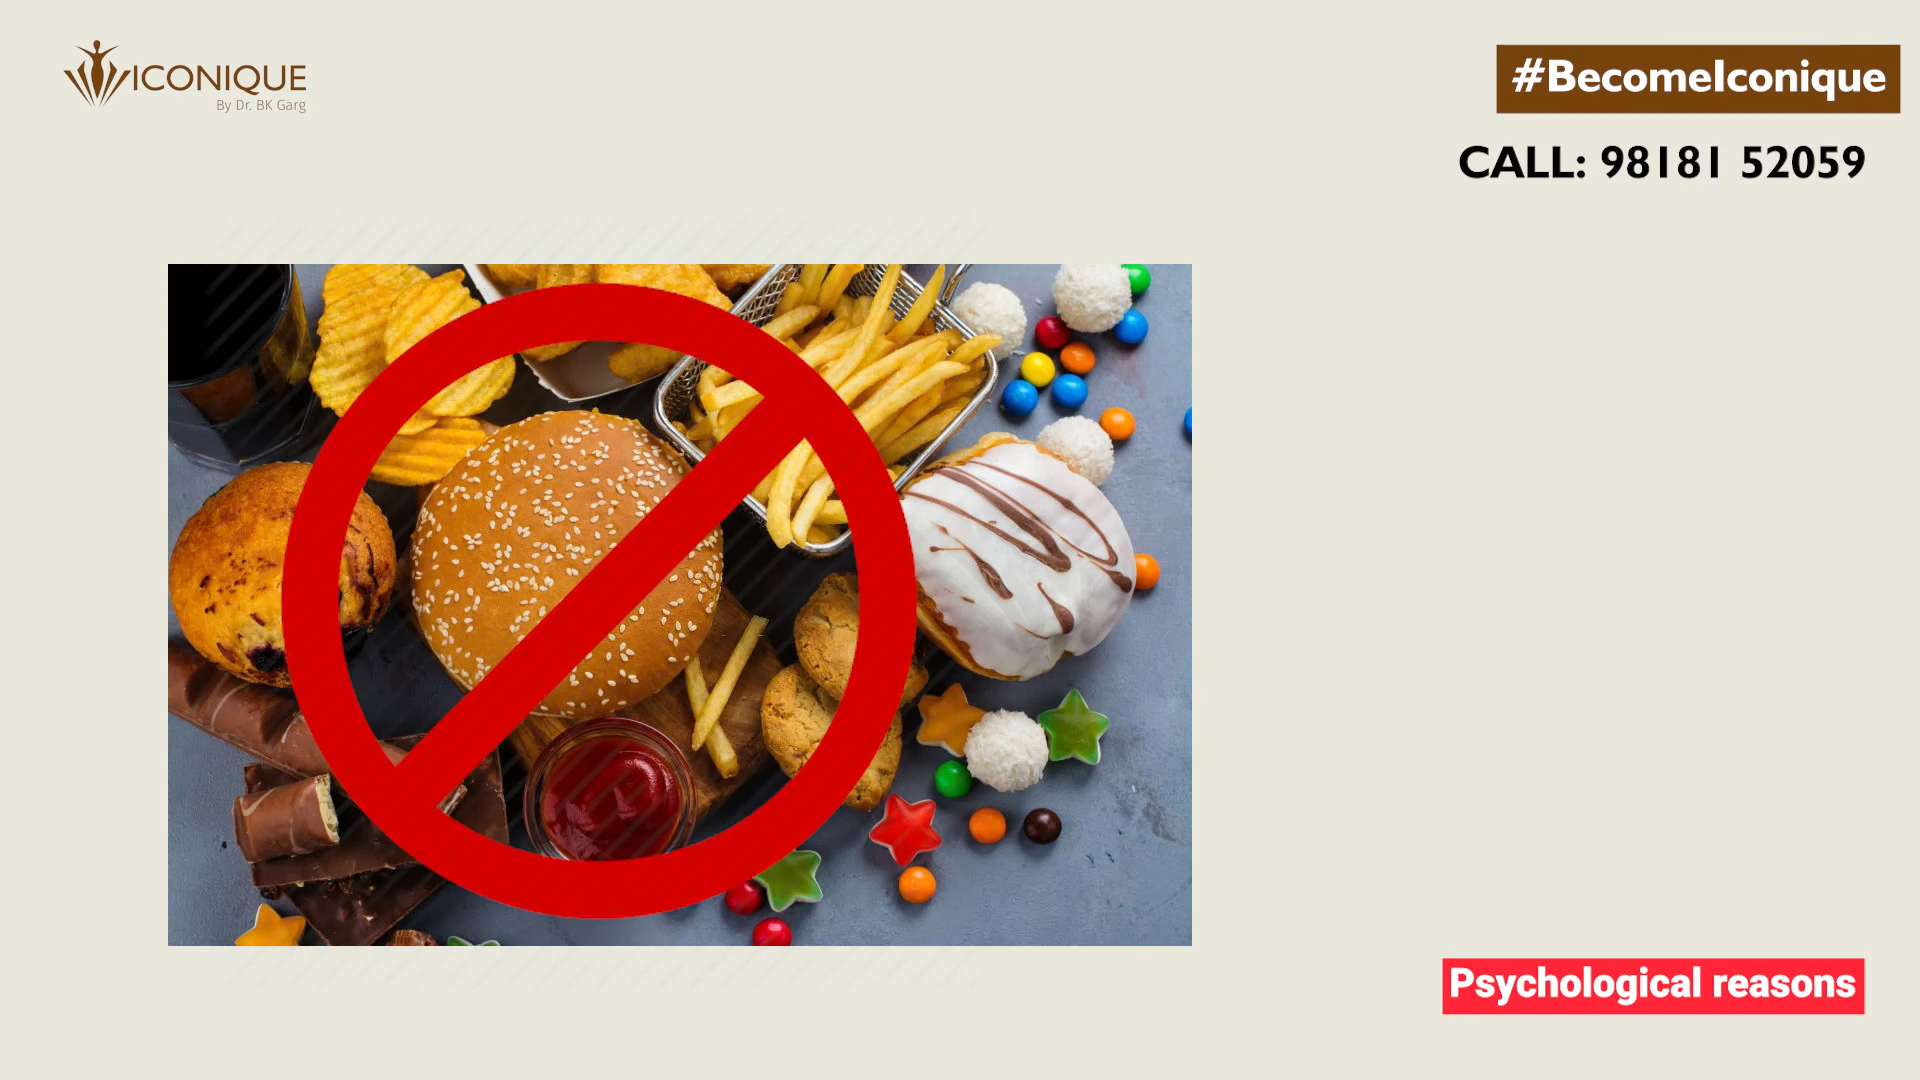 ICONIQUE
By Dr. BK Garg
#BecomeIconique
CALL: 98181 52059
Psychological reasons